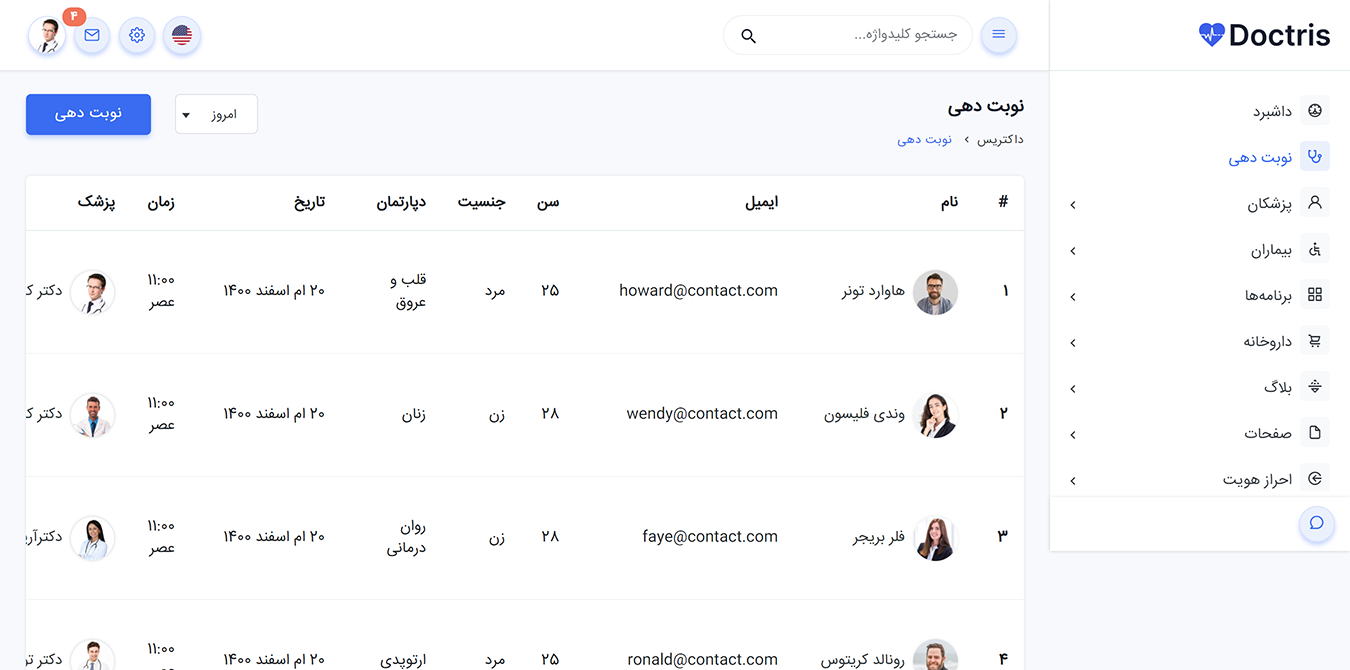 Doctris
جستجو کلیدواژه...
۴
داشبرد
نوبت دهی
پزشکان
بیماران
برنامه‌ها
داروخانه
بلاگ
صفحات
احراز هویت
نوبت دهی
داکتریس › نوبت دهی
امروز
نوبت دهی
# نام ایمیل سن جنسیت دپارتمان تاریخ زمان پزشک
۱ هاوارد تونر howard@contact.com ۲۵ مرد قلب و عروق ۲۰ ام اسفند ۱۴۰۰ ۱۱:۰۰ عصر دکتر
۲ وندی فلیسون wendy@contact.com ۲۸ زن زنان ۲۰ ام اسفند ۱۴۰۰ ۱۱:۰۰ عصر دکتر
۳ فلر بریجر faye@contact.com ۲۸ زن روان درمانی ۲۰ ام اسفند ۱۴۰۰ ۱۱:۰۰ عصر
۴ رونالد کریتوس ronald@contact.com ۲۵ مرد ارتوپدی ۲۰ ام اسفند ۱۴۰۰ ۱۱:۰۰ دکتر